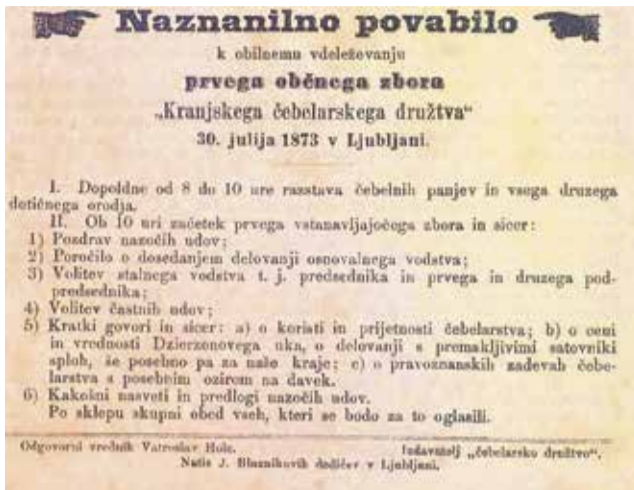 Naznanilno povabilo
k obilnemu vdeleževanju
prvega občnega zbora
„Kranjskega čebelarskega družtva“
30. julija 1873 v Ljubljani.
I. Dopoldne od 8 do 10 ure razstava čebelnih panjev in vsega druzega
dotičnega orodja.
II. Ob 10 uri začetek prvega vstanavljajočega zbora in sicer:
1) Pozdrav nazočih udov;
2) Poročilo o dosedanjem delovanji osnovalnega vodstva;
3) Volitev stalnega vodstva t. j. predsednika in prvega in druzega pod-
predsednika;
4) Volitev častnih udov;
5) Kratki govori in sicer: a) o koristi in prijetnosti čebelarstva; b) o ceni
in vrednosti Dzierzonovega uka, o delovanji s premakljivimi satovniki
sploh, še posebno pa za naše kraje; c) o pravoznanskih zadevah čebe-
larstva s posebnim ozirom na davek.
6) Kakošni nasveti in predlogi nazočih udov.
Po sklepu skupni obed vseh, kteri se bodo za to oglasili.
Odgovorni vrednik Vatroslav Hole.
Izdavatelj „čebelarsko družtvo“.
Natis J. Blaznikovih dedičev v Ljubljani.